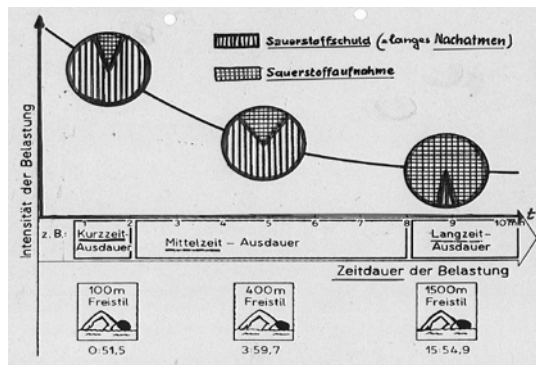 Sauerstoffschuld (= langes Nachatmen)
Sauerstoffaufnahme
Intensität der Belastung
t
1 2 3 4 5 6 7 8 9 10 min
z. B.:
Kurzzeit-
Ausdauer
Mittelzeit - Ausdauer
Langzeit-
Ausdauer
Zeitdauer der Belastung
100m
Freistil
0:51,5
400m
Freistil
3:59,7
1500m
Freistil
15:54,9